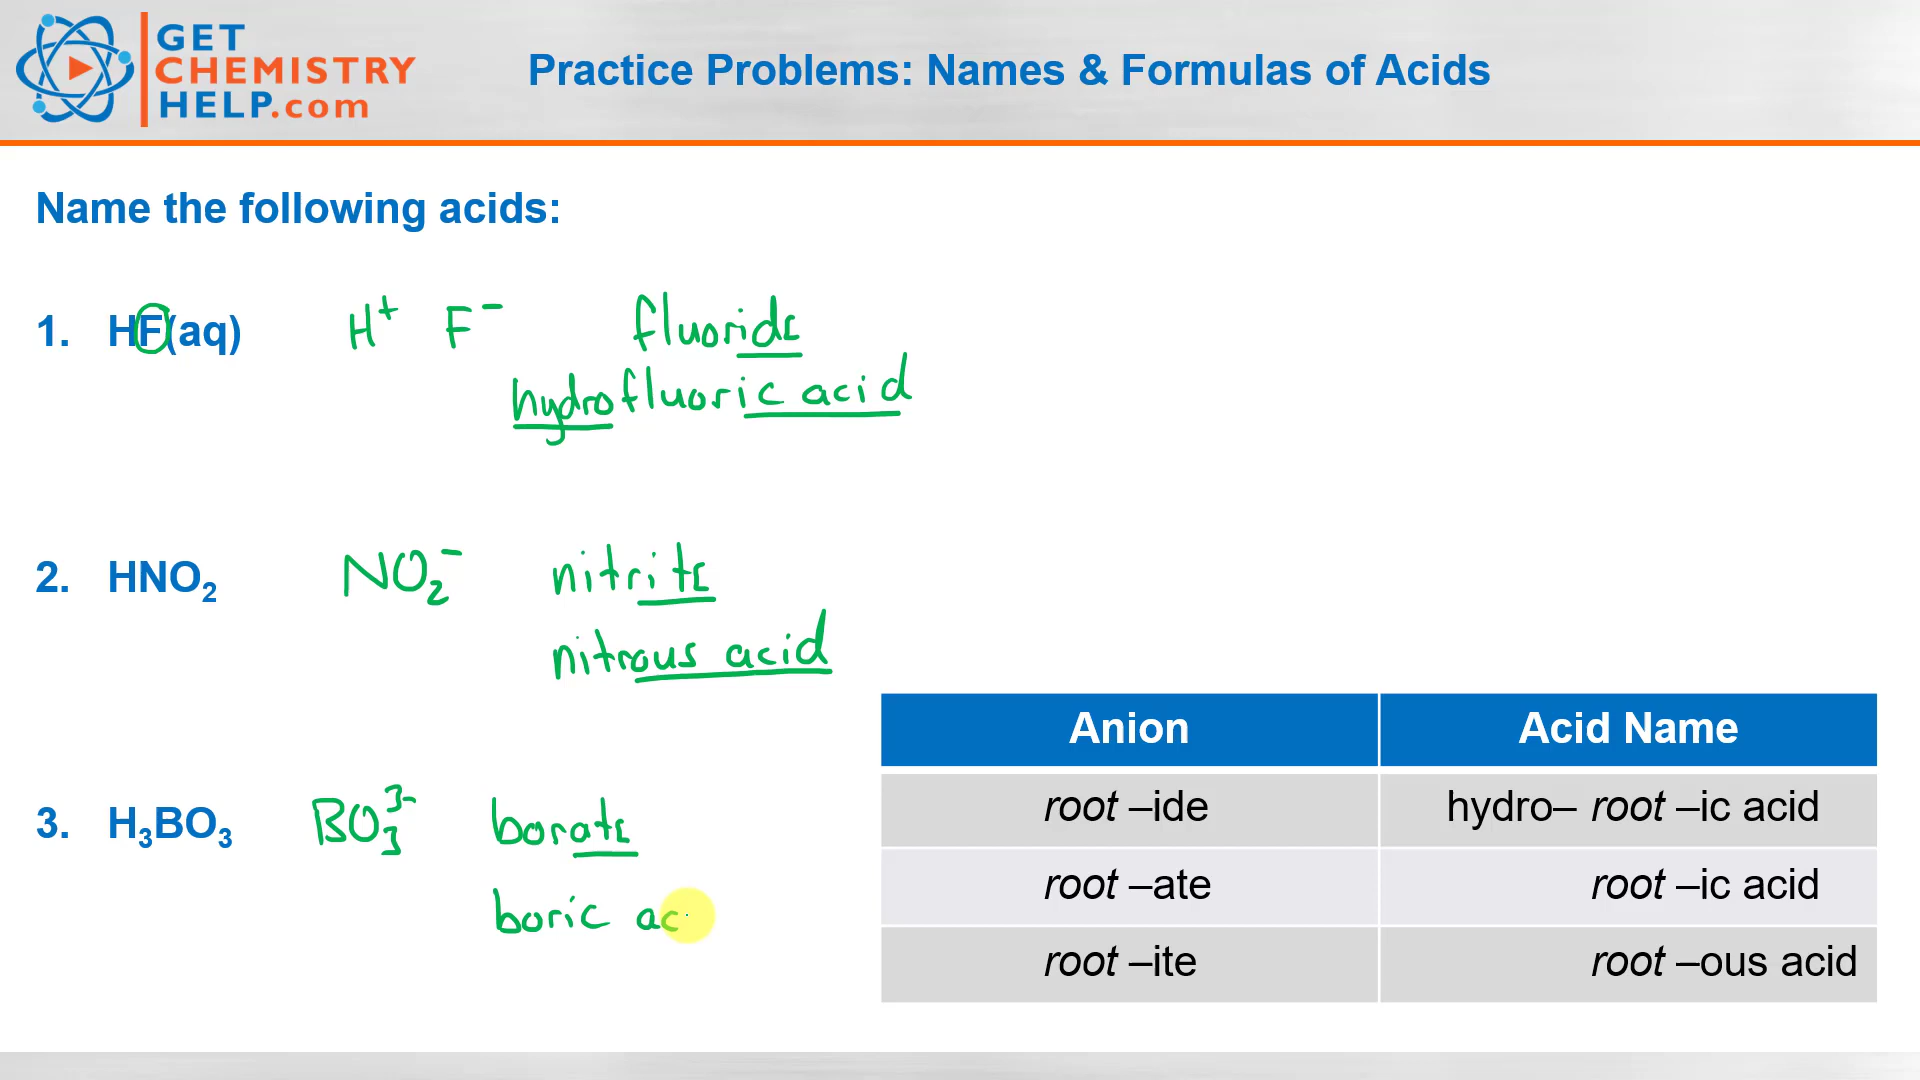 GET
CHEMISTRY
HELP.com
Practice Problems: Names & Formulas of Acids
Name the following acids:
1. HF(aq) H⁺ F⁻ fluoride
hydrofluoric acid
2. HNO₂ NO₂⁻ nitrite
nitrous acid
3. H₃BO₃ BO₃³⁻ borate
boric ac
Anion Acid Name
root –ide hydro– root –ic acid
root –ate root –ic acid
root –ite root –ous acid